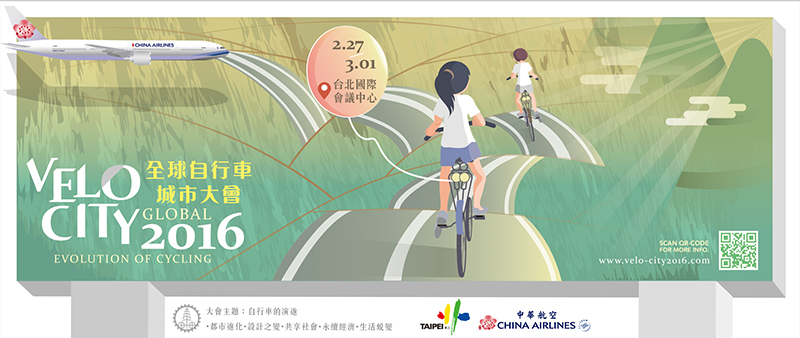 CHINA AIRLINES
2.27
3.01
台北國際
會議中心
全球自行車
城市大會
VELO
CITY
GLOBAL
2016
EVOLUTION OF CYCLING
SCAN QR-CODE
FOR MORE INFO.
www.velo-city2016.com
大會主題：自行車的演進
·都市進化·設計之變·共享社會·永續經濟·生活蛻變
TAIPEI
中華航空
CHINA AIRLINES